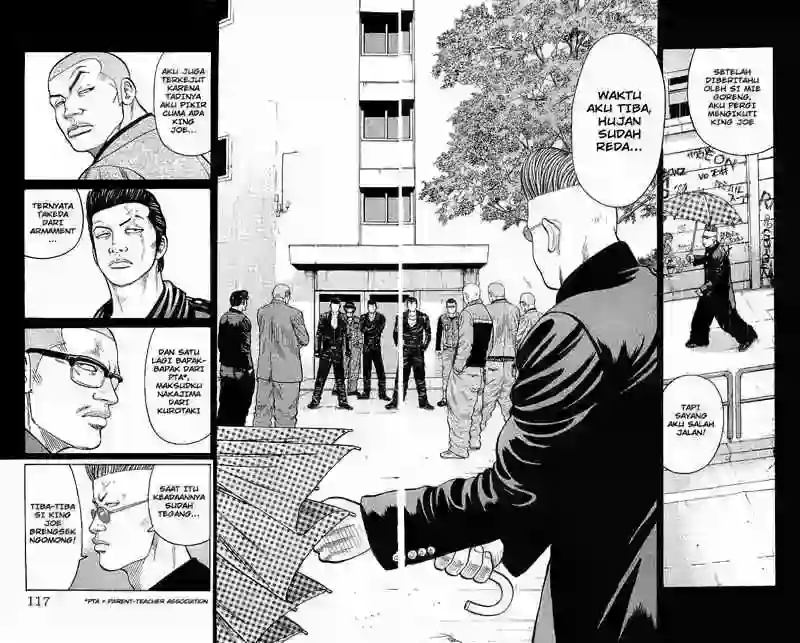 SETELAH
DIBERITAHU
OLEH SI MIE
GORENG,
AKU PERGI
MENGIKUTI
KING JOE
TAPI
SAYANG
AKU SALAH
JALAN!
WAKTU
AKU TIBA,
HUJAN
SUDAH
REDA...
AKU JUGA
TERKEJUT
KARENA
TADINYA
AKU PIKIR
CUMA ADA
KING
JOE...
TERNYATA
TAKEDA
DARI
ARMAMENT
...
DAN SATU
LAGI BAPAK-
BAPAK DARI
PTA*,
MAKSUDKU
NAKAJIMA
DARI
KUROTAKI
SAAT ITU
KEADAANNYA
SUDAH
TEGANG...
TIBA-TIBA
SI KING
JOE
BRENGSEK
NGOMONG!
117
*PTA = PARENT-TEACHER ASSOCIATION